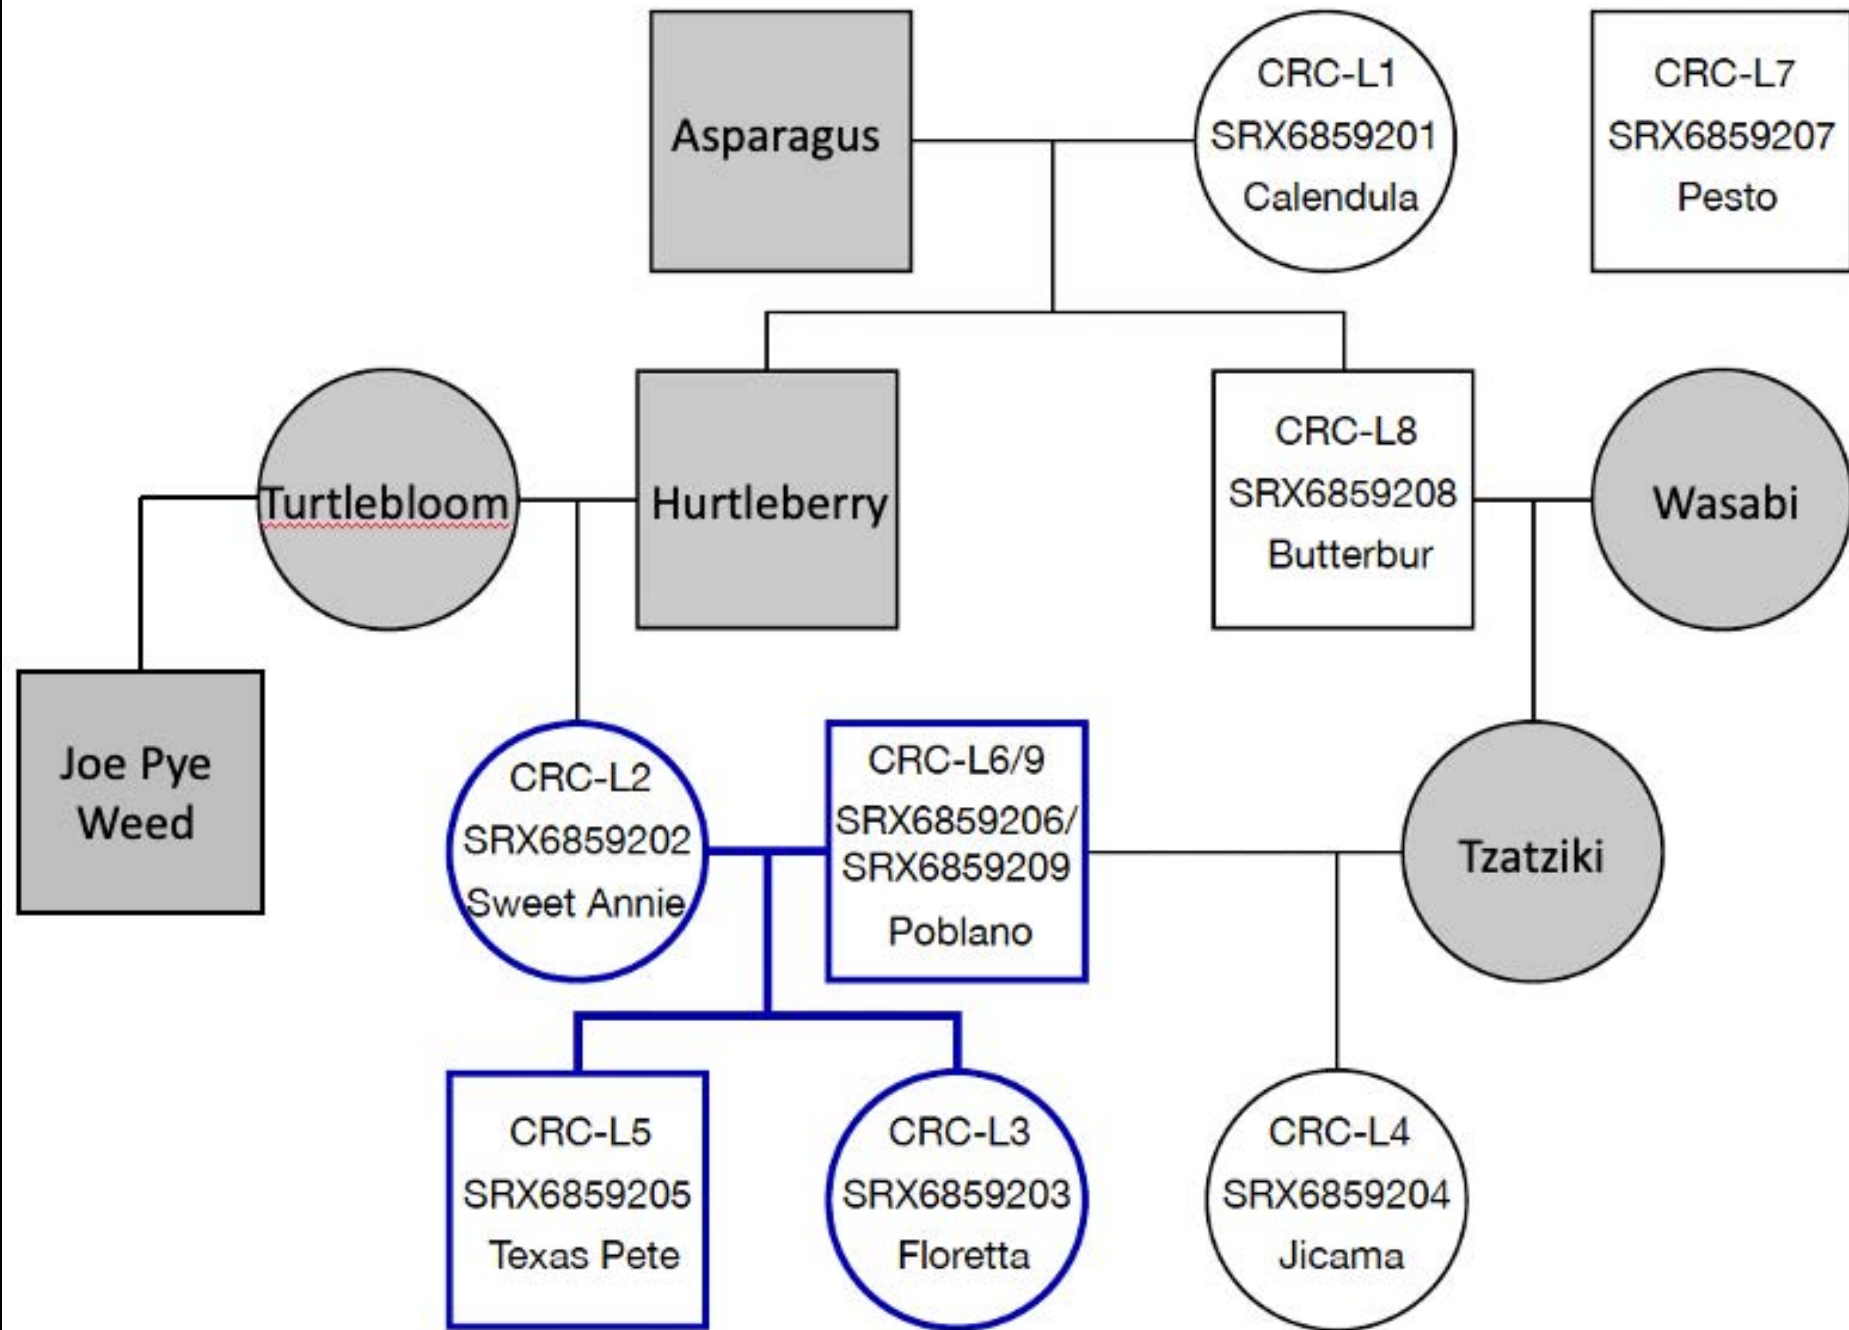 Asparagus
CRC-L1
SRX6859201
Calendula
CRC-L7
SRX6859207
Pesto
Turtlebloom
Hurtleberry
CRC-L8
SRX6859208
Butterbur
Wasabi
Joe Pye
Weed
CRC-L2
SRX6859202
Sweet Annie
CRC-L6/9
SRX6859206/
SRX6859209
Poblano
Tzatziki
CRC-L5
SRX6859205
Texas Pete
CRC-L3
SRX6859203
Floretta
CRC-L4
SRX6859204
Jicama